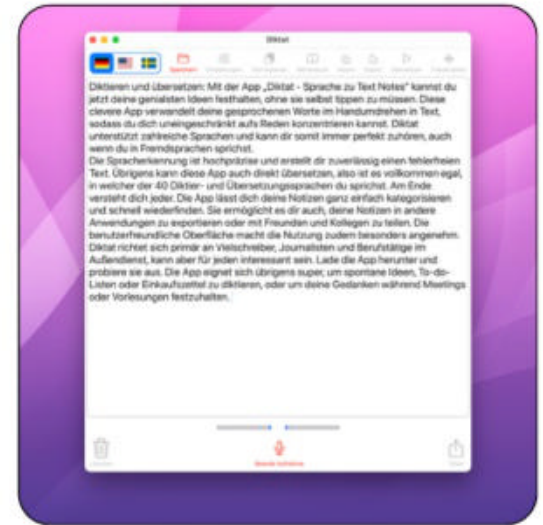 Diktat
Speichern
Diktieren und übersetzen: Mit der App „Diktat - Sprache zu Text Notes" kannst du
jetzt deine genialsten Ideen festhalten, ohne sie selbst tippen zu müssen. Diese
clevere App verwandelt deine gesprochenen Worte im Handumdrehen in Text,
sodass du dich uneingeschränkt aufs Reden konzentrieren kannst. Diktat
unterstützt zahlreiche Sprachen und kann dir somit immer perfekt zuhören, auch
wenn du in Fremdsprachen sprichst.
Die Spracherkennung ist hochpräzise und erstellt dir zuverlässig einen fehlerfreien
Text. Übrigens kann diese App auch direkt übersetzen, also ist es vollkommen egal,
in welcher der 40 Diktier- und Übersetzungssprachen du sprichst. Am Ende
versteht dich jeder. Die App lässt dich deine Notizen ganz einfach kategorisieren
und schnell wiederfinden. Sie ermöglicht es dir auch, deine Notizen in andere
Anwendungen zu exportieren oder mit Freunden und Kollegen zu teilen. Die
benutzerfreundliche Oberfläche macht die Nutzung zudem besonders angenehm.
Diktat richtet sich primär an Vielschreiber, Journalisten und Berufstätige im
Außendienst, kann aber für jeden interessant sein. Lade die App herunter und
probiere sie aus. Die App eignet sich übrigens super, um spontane Ideen, To-do-
Listen oder Einkaufszettel zu diktieren, oder um deine Gedanken während Meetings
oder Vorlesungen festzuhalten.